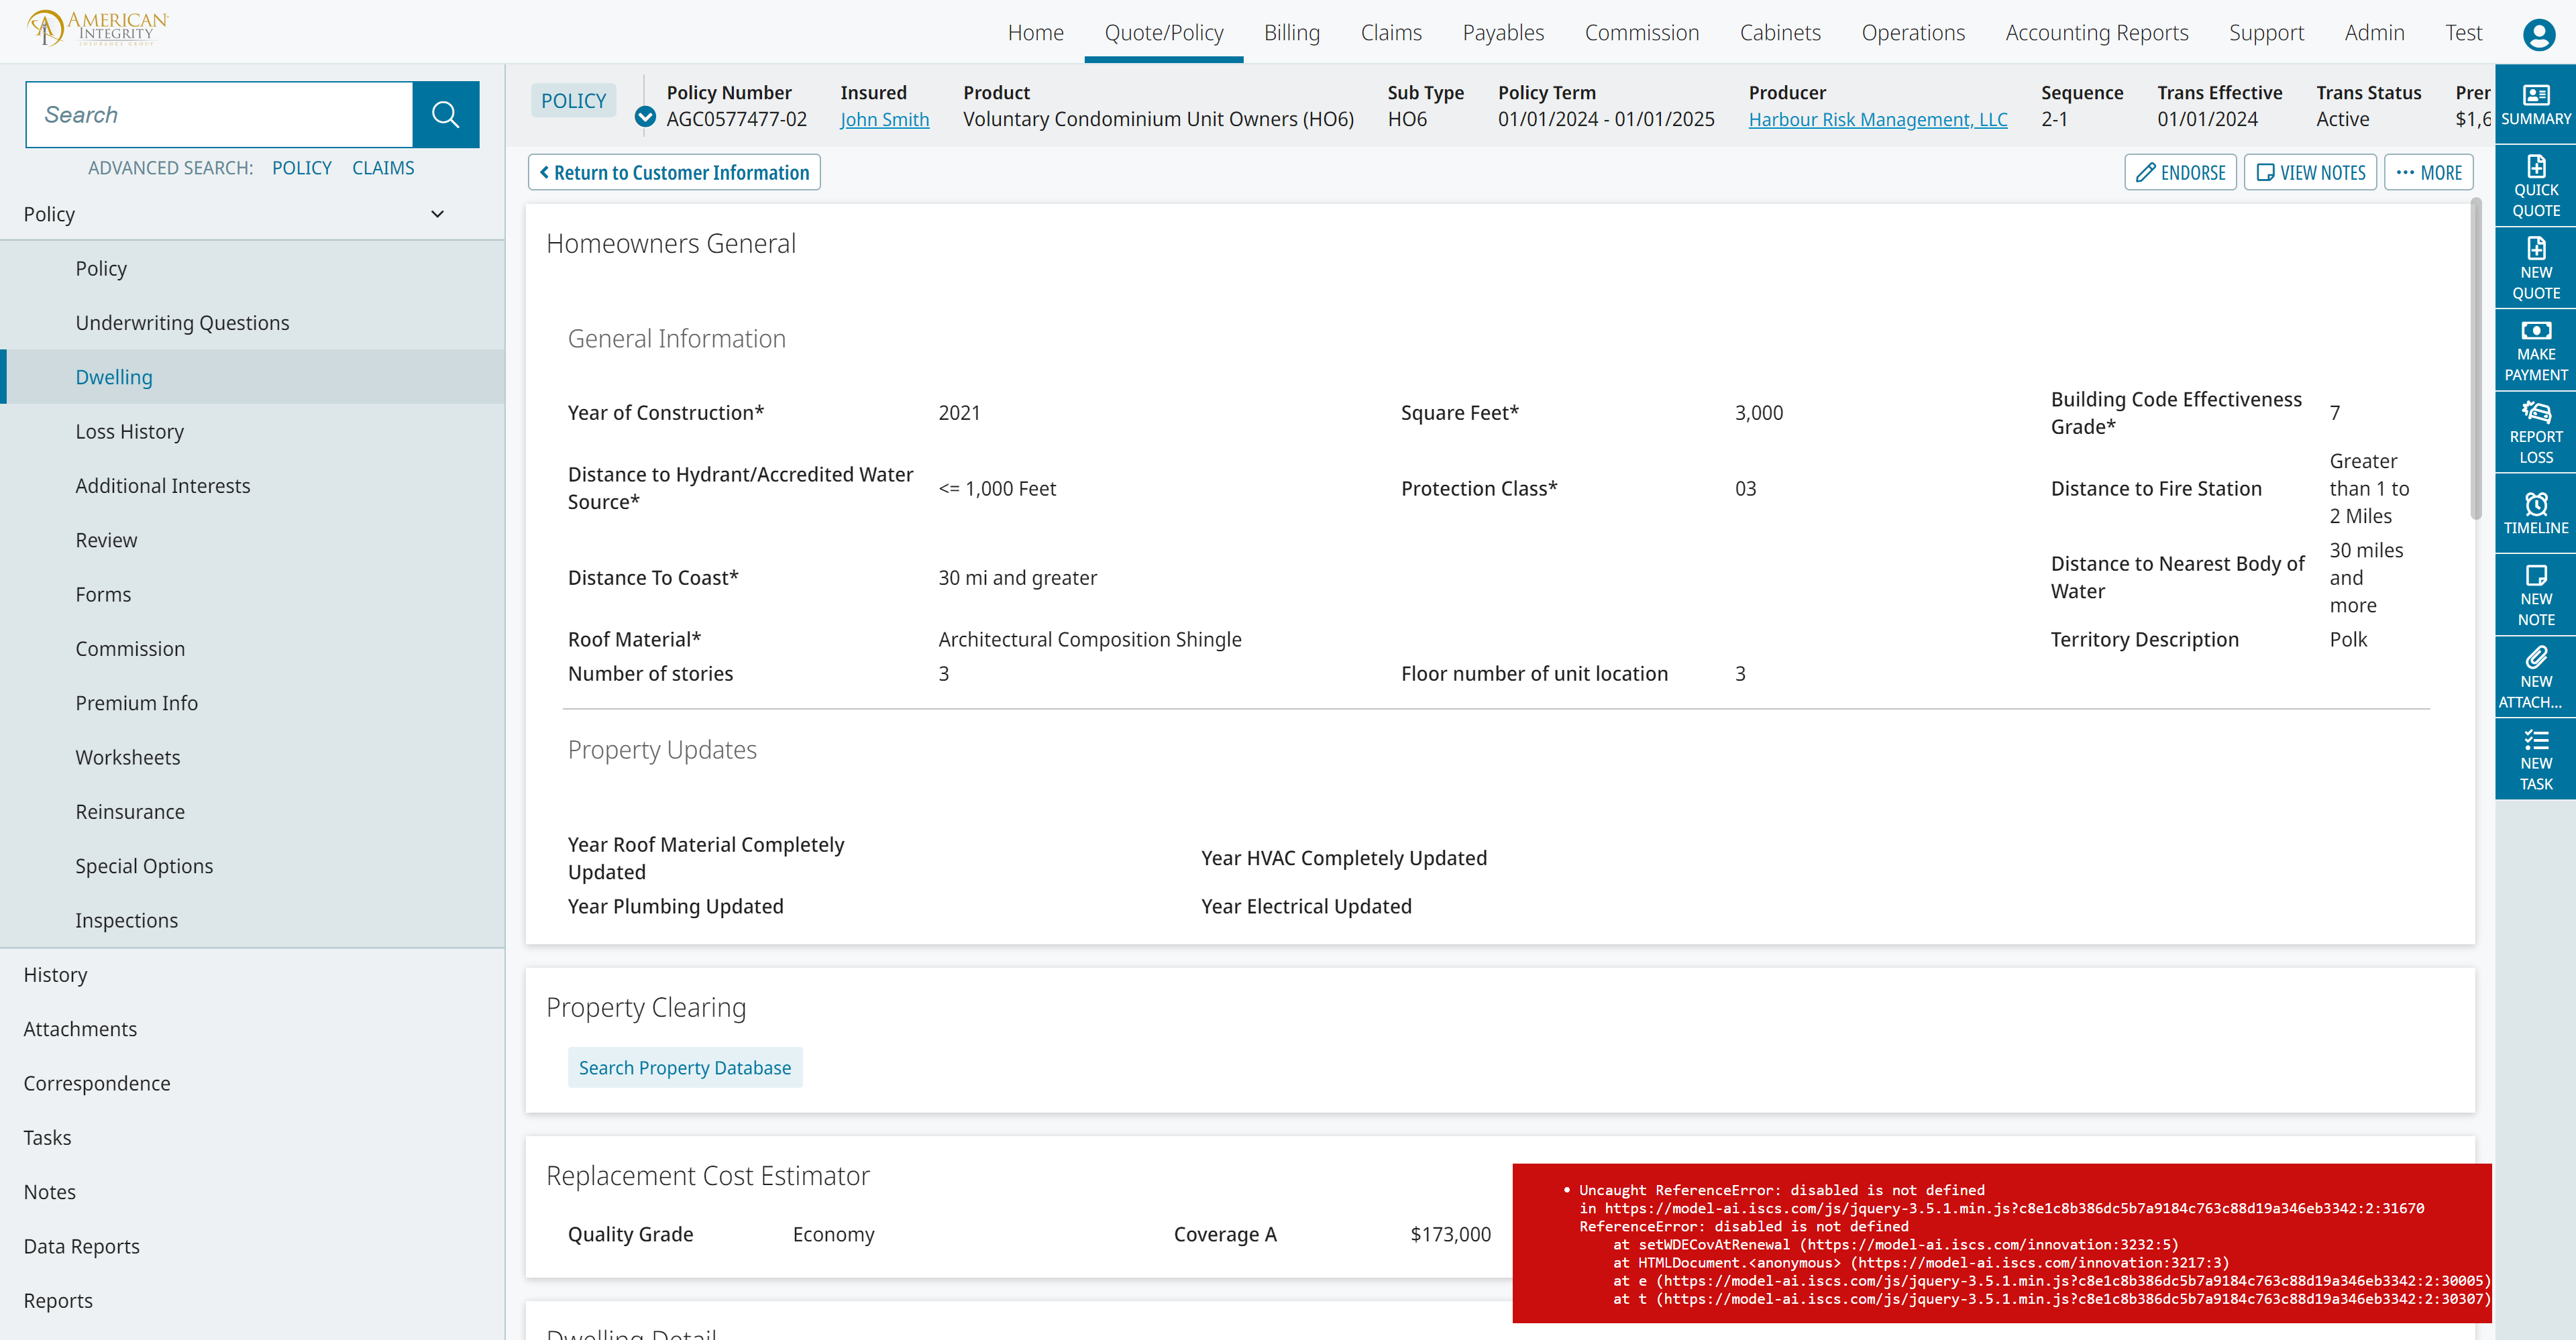 AMERICAN
INTEGRITY
INSURANCE GROUP
Home Quote/Policy Billing Claims Payables Commission Cabinets Operations Accounting Reports Support Admin Test
Search
ADVANCED SEARCH: POLICY CLAIMS
Policy
Policy
Underwriting Questions
Dwelling
Loss History
Additional Interests
Review
Forms
Commission
Premium Info
Worksheets
Reinsurance
Special Options
Inspections
History
Attachments
Correspondence
Tasks
Notes
Data Reports
Reports
POLICY
Policy Number Insured Product Sub Type Policy Term Producer Sequence Trans Effective Trans Status Prer
AGC0577477-02 John Smith Voluntary Condominium Unit Owners (HO6) HO6 01/01/2024 - 01/01/2025 Harbour Risk Management, LLC 2-1 01/01/2024 Active $1,6
Return to Customer Information
ENDORSE VIEW NOTES ••• MORE
Homeowners General
General Information
Year of Construction* 2021 Square Feet* 3,000
Building Code Effectiveness
Grade*
7
Distance to Hydrant/Accredited Water
Source*
<= 1,000 Feet Protection Class* 03 Distance to Fire Station
Greater
than 1 to
2 Miles
Distance To Coast* 30 mi and greater
Distance to Nearest Body of
Water
30 miles
and
more
Roof Material* Architectural Composition Shingle Territory Description Polk
Number of stories 3 Floor number of unit location 3
Property Updates
Year Roof Material Completely
Updated
Year HVAC Completely Updated
Year Plumbing Updated Year Electrical Updated
Property Clearing
Search Property Database
Replacement Cost Estimator
Quality Grade Economy Coverage A $173,000
Dwelling Detail
• Uncaught ReferenceError: disabled is not defined
in https://model-ai.iscs.com/js/jquery-3.5.1.min.js?c8e1c8b386dc5b7a9184c763c88d19a346eb3342:2:31670
ReferenceError: disabled is not defined
at setWDECovAtRenewal (https://model-ai.iscs.com/innovation:3232:5)
at HTMLDocument.<anonymous> (https://model-ai.iscs.com/innovation:3217:3)
at e (https://model-ai.iscs.com/js/jquery-3.5.1.min.js?c8e1c8b386dc5b7a9184c763c88d19a346eb3342:2:30005)
at t (https://model-ai.iscs.com/js/jquery-3.5.1.min.js?c8e1c8b386dc5b7a9184c763c88d19a346eb3342:2:30307)
SUMMARY
QUICK
QUOTE
NEW
QUOTE
MAKE
PAYMENT
REPORT
LOSS
TIMELINE
NEW
NOTE
NEW
ATTACH...
NEW
TASK